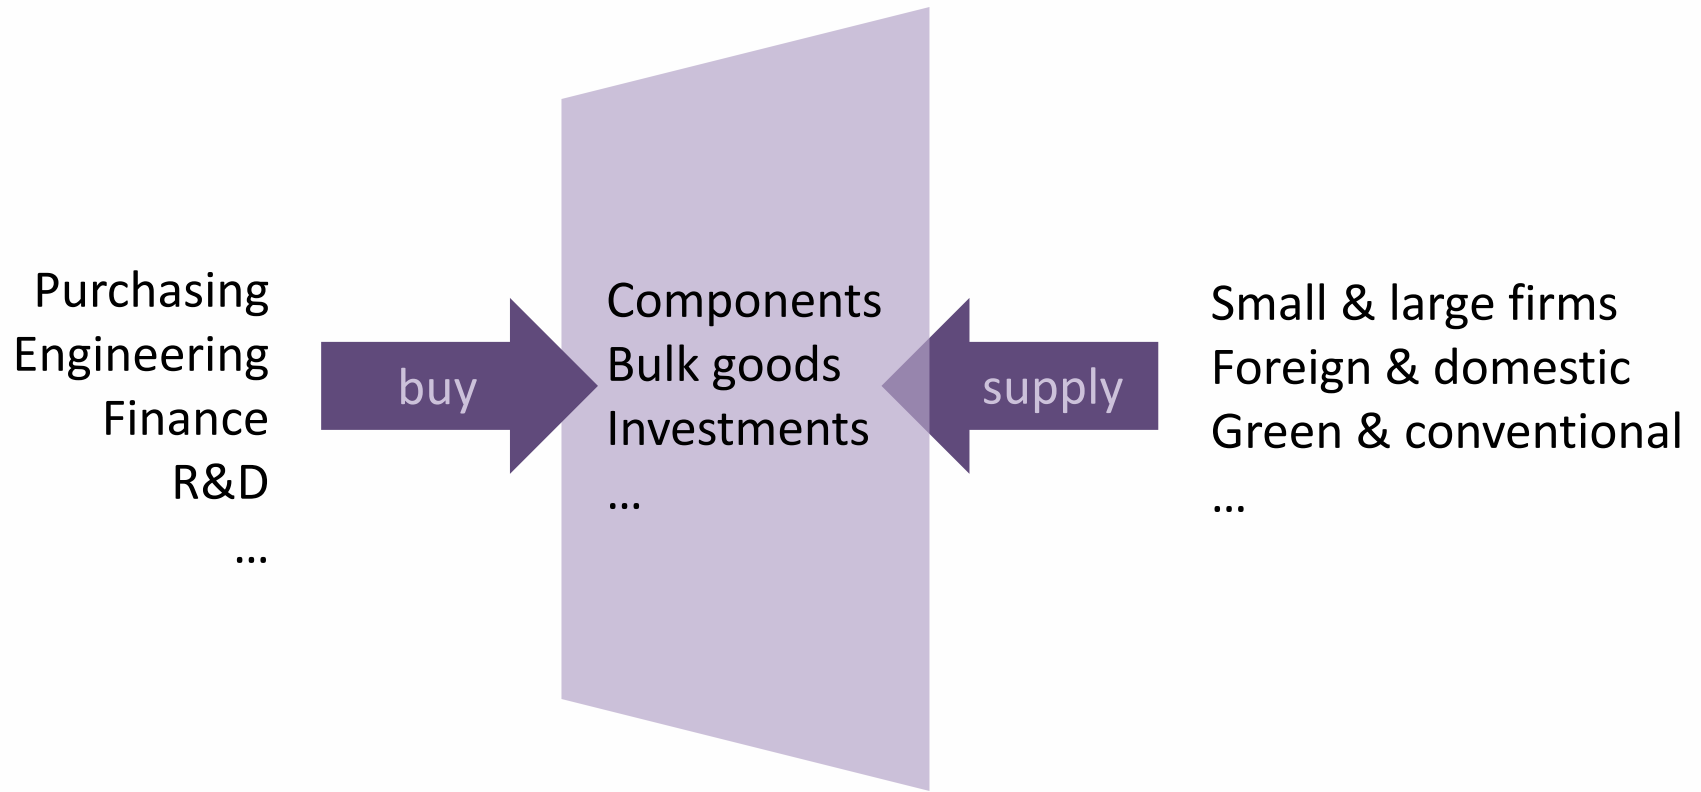 Purchasing
Engineering
Finance
R&D
...
buy
Components
Bulk goods
Investments
...
supply
Small & large firms
Foreign & domestic
Green & conventional
...